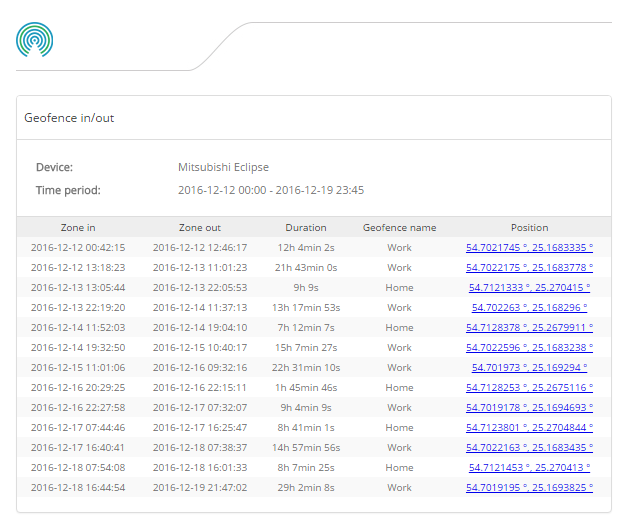 Geofence in/out
Device: Mitsubishi Eclipse
Time period: 2016-12-12 00:00 - 2016-12-19 23:45
Zone in Zone out Duration Geofence name Position
2016-12-12 00:42:15 2016-12-12 12:46:17 12h 4min 2s Work 54.7021745 °, 25.1683335 °
2016-12-12 13:18:23 2016-12-13 11:01:23 21h 43min 0s Work 54.7022175 °, 25.1683778 °
2016-12-13 13:05:44 2016-12-13 22:05:53 9h 9s Home 54.7121333 °, 25.270415 °
2016-12-13 22:19:20 2016-12-14 11:37:13 13h 17min 53s Work 54.702263 °, 25.168296 °
2016-12-14 11:52:03 2016-12-14 19:04:10 7h 12min 7s Home 54.7128378 °, 25.2679911 °
2016-12-14 19:32:50 2016-12-15 10:40:17 15h 7min 27s Work 54.7022596 °, 25.1683238 °
2016-12-15 11:01:06 2016-12-16 09:32:16 22h 31min 10s Work 54.701973 °, 25.169294 °
2016-12-16 20:29:25 2016-12-16 22:15:11 1h 45min 46s Home 54.7128253 °, 25.2675116 °
2016-12-16 22:27:58 2016-12-17 07:32:07 9h 4min 9s Work 54.7019178 °, 25.1694693 °
2016-12-17 07:44:46 2016-12-17 16:25:47 8h 41min 1s Home 54.7123801 °, 25.2704844 °
2016-12-17 16:40:41 2016-12-18 07:38:37 14h 57min 56s Work 54.7022163 °, 25.1683435 °
2016-12-18 07:54:08 2016-12-18 16:01:33 8h 7min 25s Home 54.7121453 °, 25.270413 °
2016-12-18 16:44:54 2016-12-19 21:47:02 29h 2min 8s Work 54.7019195 °, 25.1693825 °